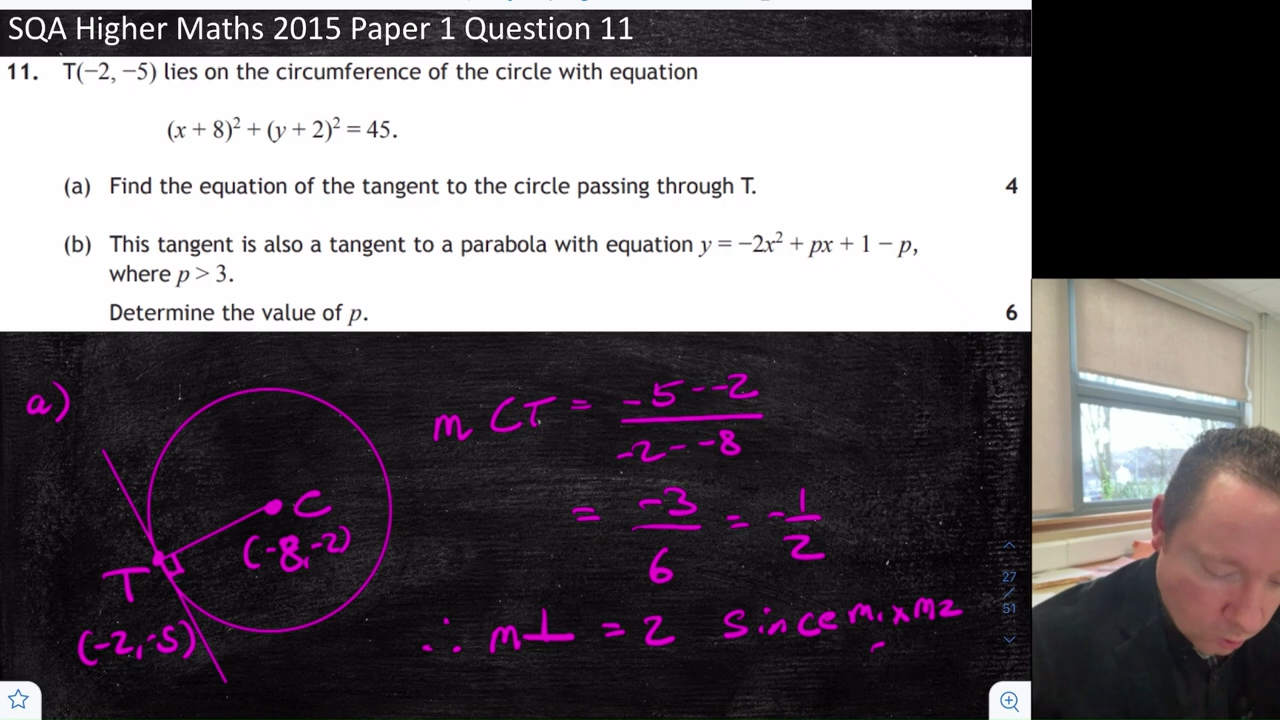 SQA Higher Maths 2015 Paper 1 Question 11
11. T(−2, −5) lies on the circumference of the circle with equation
(x + 8)² + (y + 2)² = 45.
(a) Find the equation of the tangent to the circle passing through T. 4
(b) This tangent is also a tangent to a parabola with equation y = −2x² + px + 1 − p,
where p > 3.
Determine the value of p. 6
a)
C
(-8,-2)
T
(-2,-5)
m CT = -5--2 / -2--8
= -3/6 = -1/2
∴ m⊥ = 2 since m₁ x m2
27
/
51